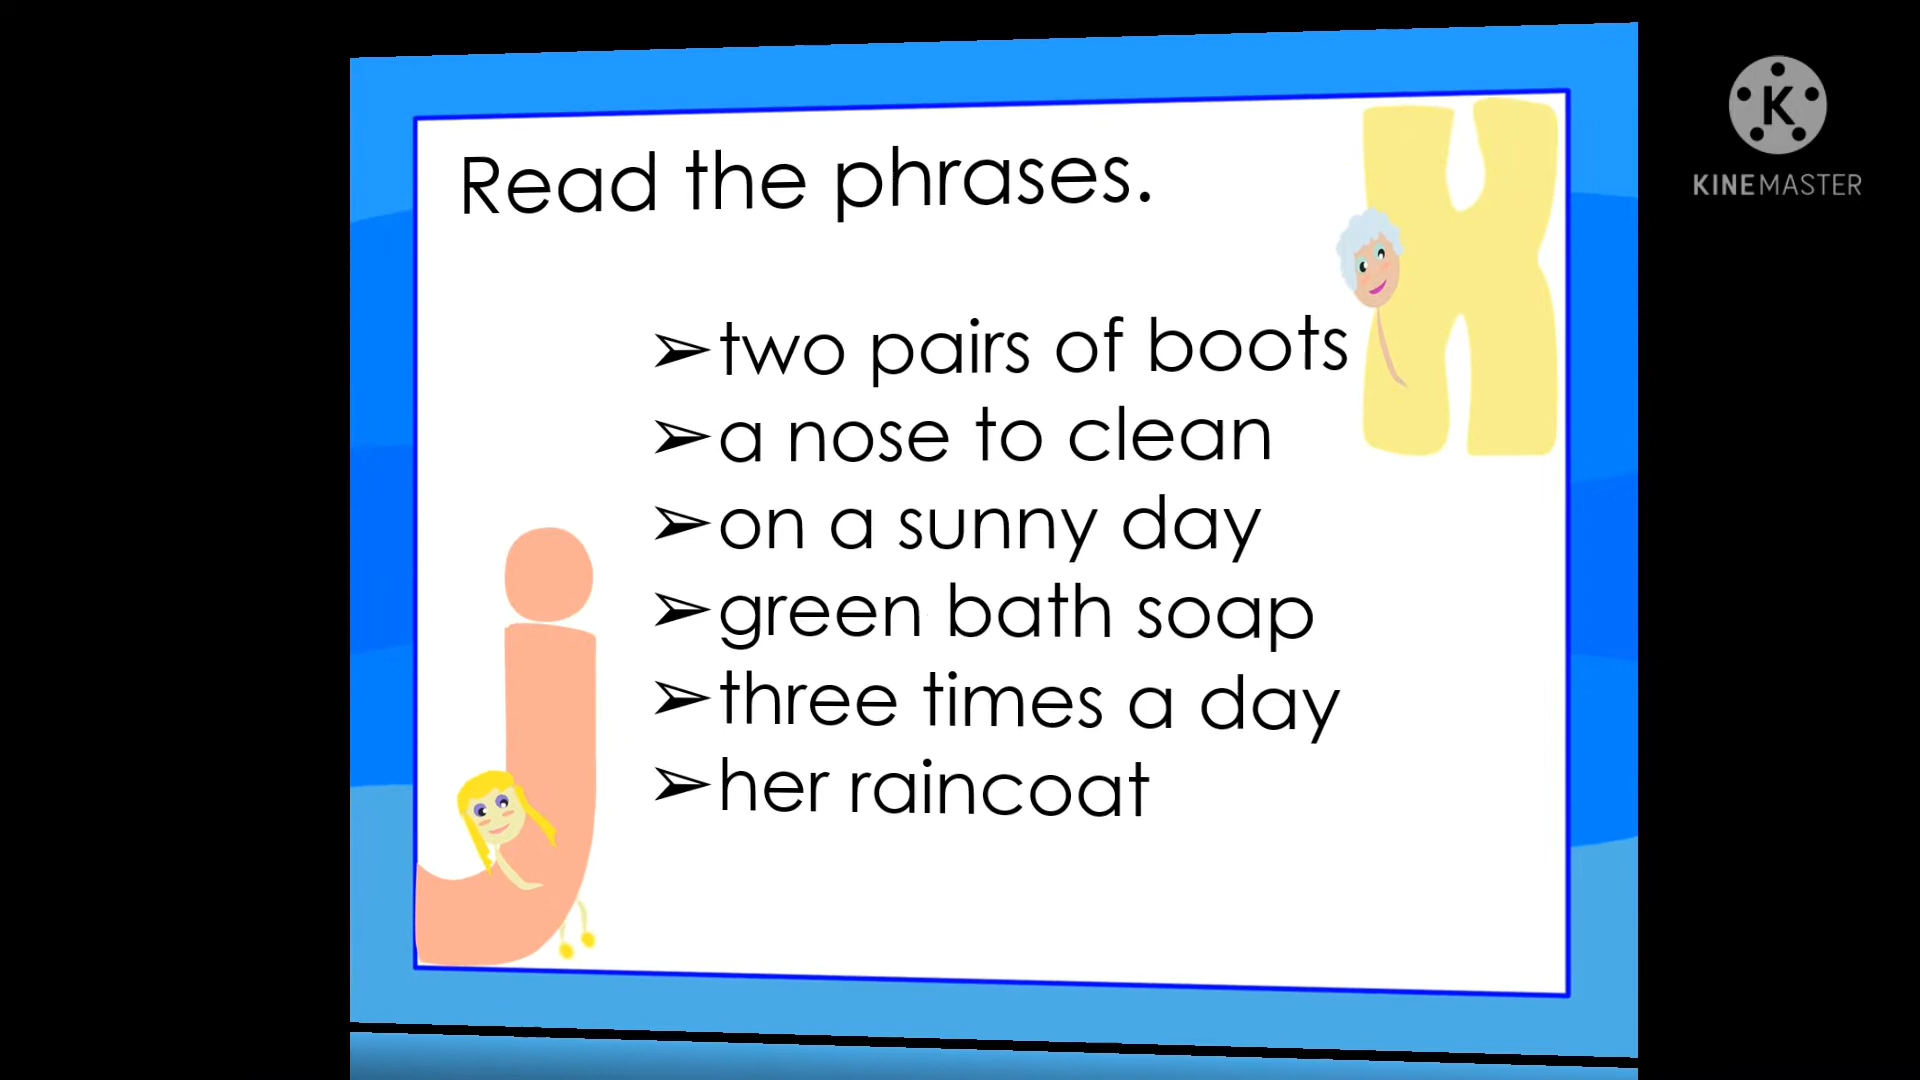 Read the phrases.
➢two pairs of boots
➢a nose to clean
➢on a sunny day
➢green bath soap
➢three times a day
➢her raincoat
K
KINEMASTER
K
j